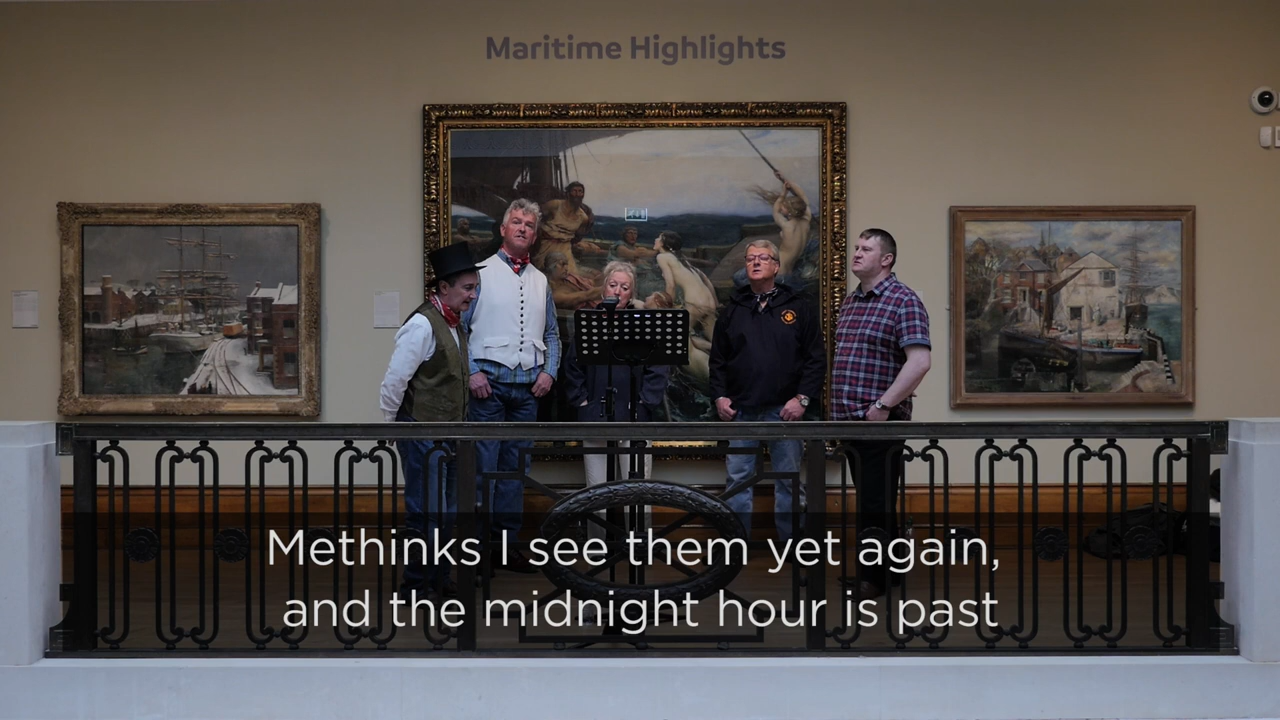 Maritime Highlights
Methinks I see them yet again,
and the midnight hour is past